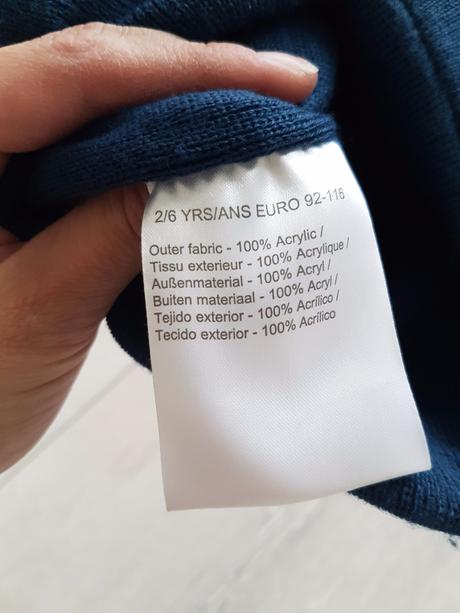 2/6 YRS/ANS EURO 92-116
Outer fabric - 100% Acrylic /
Tissu exterieur - 100% Acrylique /
Außenmaterial - 100% Acryl /
Buiten materiaal - 100% Acryl /
Tejido exterior - 100% Acrílico /
Tecido exterior - 100% Acrílico